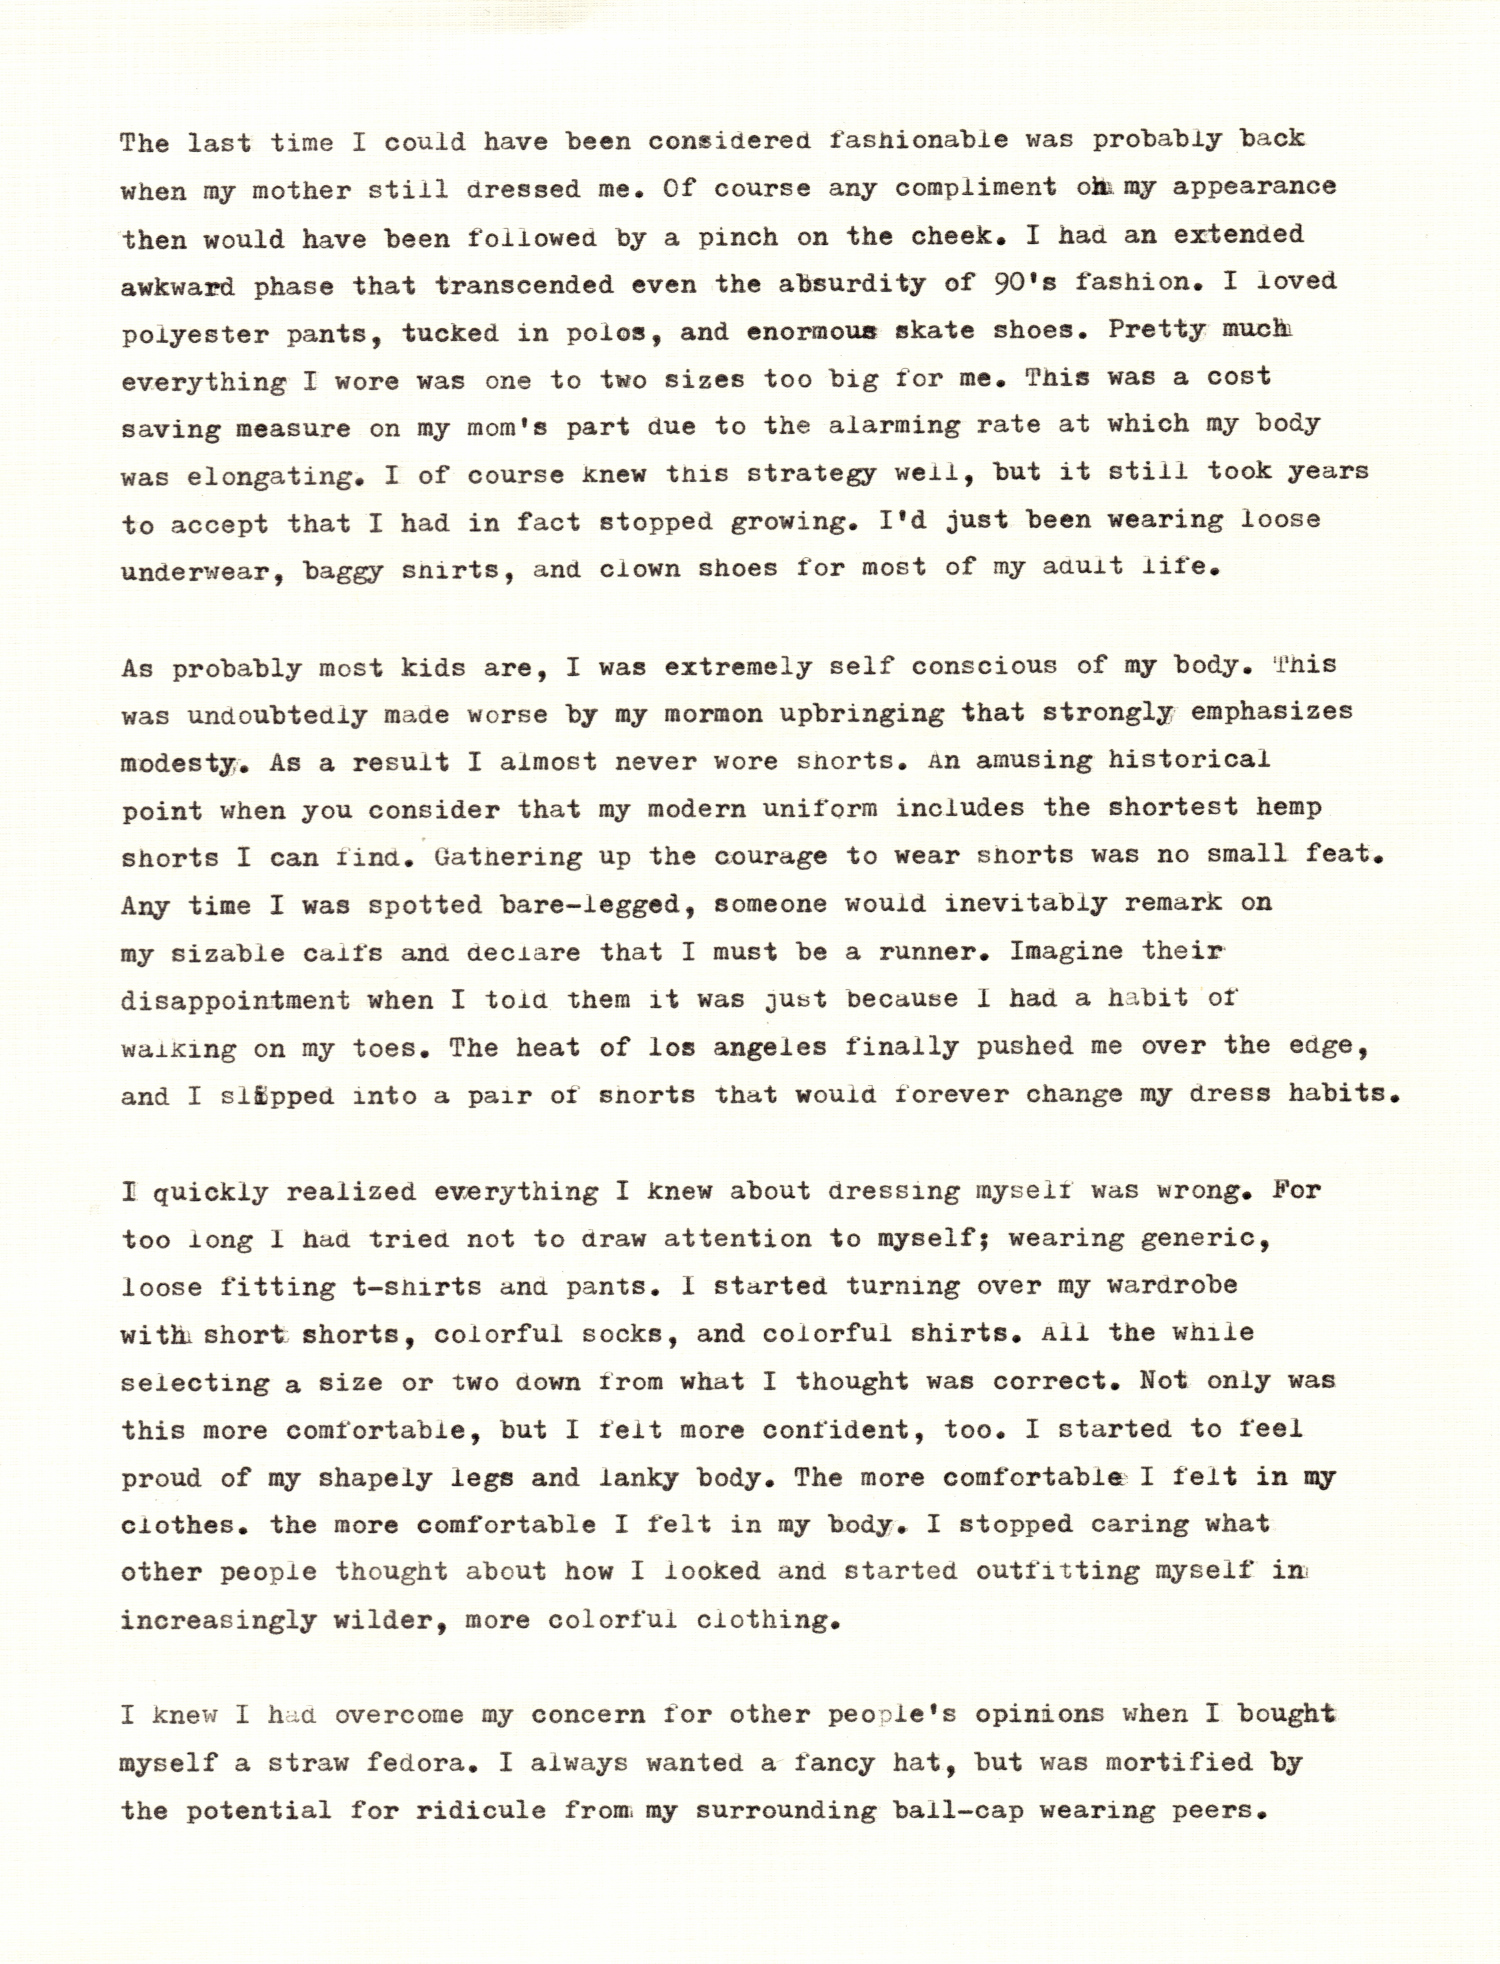 The last time I could have been considered fashionable was probably back
when my mother still dressed me. Of course any compliment on my appearance
then would have been followed by a pinch on the cheek. I had an extended
awkward phase that transcended even the absurdity of 90's fashion. I loved
polyester pants, tucked in polos, and enormous skate shoes. Pretty much
everything I wore was one to two sizes too big for me. This was a cost
saving measure on my mom's part due to the alarming rate at which my body
was elongating. I of course knew this strategy well, but it still took years
to accept that I had in fact stopped growing. I'd just been wearing loose
underwear, baggy shirts, and clown shoes for most of my adult life.

As probably most kids are, I was extremely self conscious of my body. This
was undoubtedly made worse by my mormon upbringing that strongly emphasizes
modesty. As a result I almost never wore shorts. An amusing historical
point when you consider that my modern uniform includes the shortest hemp
shorts I can find. Gathering up the courage to wear shorts was no small feat.
Any time I was spotted bare-legged, someone would inevitably remark on
my sizable calfs and declare that I must be a runner. Imagine their
disappointment when I told them it was just because I had a habit of
walking on my toes. The heat of los angeles finally pushed me over the edge,
and I slipped into a pair of shorts that would forever change my dress habits.

I quickly realized everything I knew about dressing myself was wrong. For
too long I had tried not to draw attention to myself; wearing generic,
loose fitting t-shirts and pants. I started turning over my wardrobe
with short shorts, colorful socks, and colorful shirts. All the while
selecting a size or two down from what I thought was correct. Not only was
this more comfortable, but I felt more confident, too. I started to feel
proud of my shapely legs and lanky body. The more comfortable I felt in my
clothes. the more comfortable I felt in my body. I stopped caring what
other people thought about how I looked and started outfitting myself in
increasingly wilder, more colorful clothing.

I knew I had overcome my concern for other people's opinions when I bought
myself a straw fedora. I always wanted a fancy hat, but was mortified by
the potential for ridicule from my surrounding ball-cap wearing peers.